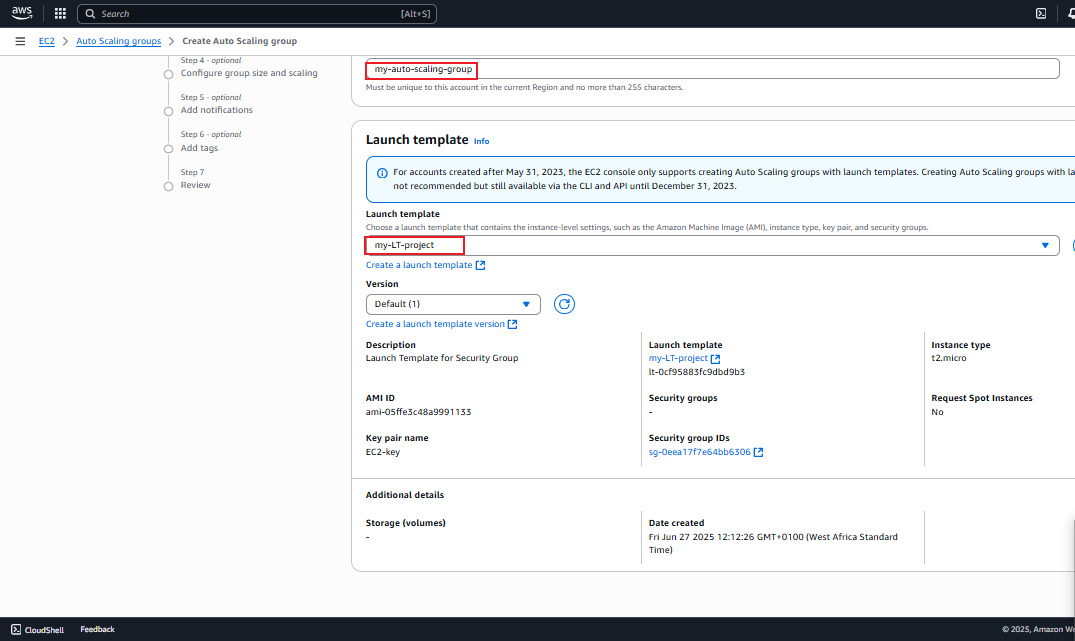 aws
Search
[Alt+S]
EC2 > Auto Scaling groups > Create Auto Scaling group
Step 4 - optional
Configure group size and scaling
Step 5 - optional
Add notifications
Step 6 - optional
Add tags
Step 7
Review
my-auto-scaling-group
Must be unique to this account in the current Region and no more than 255 characters.
Launch template Info
For accounts created after May 31, 2023, the EC2 console only supports creating Auto Scaling groups with launch templates. Creating Auto Scaling groups with la
not recommended but still available via the CLI and API until December 31, 2023.
Launch template
Choose a launch template that contains the instance-level settings, such as the Amazon Machine Image (AMI), instance type, key pair, and security groups.
my-LT-project
Create a launch template
Version
Default (1)
Create a launch template version
Description
Launch Template for Security Group
Launch template
my-LT-project
lt-0cf95883fc9dbd9b3
Instance type
t2.micro
AMI ID
ami-05ffe3c48a9991133
Security groups
-
Request Spot Instances
No
Key pair name
EC2-key
Security group IDs
sg-0eea17f7e64bb6306
Additional details
Storage (volumes)
-
Date created
Fri Jun 27 2025 12:12:26 GMT+0100 (West Africa Standard
Time)
CloudShell
Feedback
© 2025, Amazon We